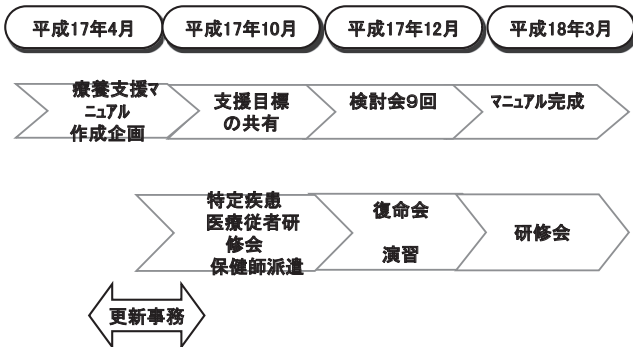 平成17年4月
平成17年10月
平成17年12月
平成18年3月
療養支援マ
ニュアル
作成企画
支援目標
の共有
検討会9回
マニュアル完成
特定疾患
医療従者研
修会
保健師派遣
復命会
演習
研修会
更新事務